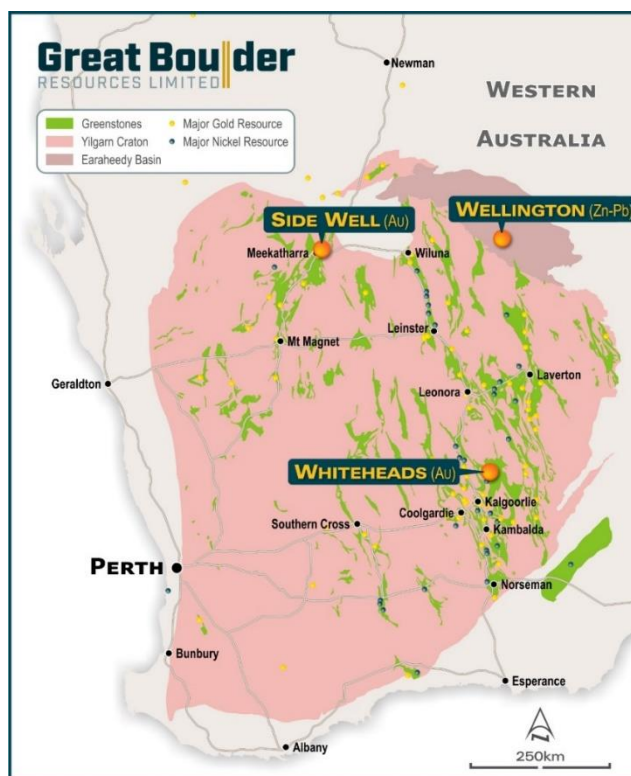 Great Boulder
RESOURCES LIMITED
Newman
WESTERN
AUSTRALIA
Greenstones
Major Gold Resource
Yilgarn Craton
Major Nickel Resource
Earaheedy Basin
SIDE WELL (Au)
WELLINGTON (Zn-Pb)
Meekatharra
Wiluna
Leinster
Mt Magnet
Geraldton
Laverton
Leonora
WHITEHEADS (Au)
Kalgoorlie
Coolgardie
Southern Cross
Kambalda
PERTH
Norseman
Bunbury
Esperance
Albany
N
250km